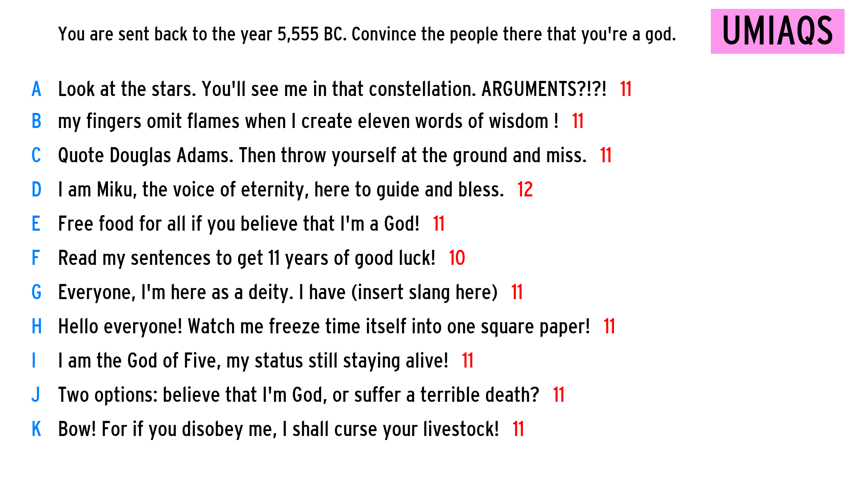 You are sent back to the year 5,555 BC. Convince the people there that you're a god.
UMIAQS
A Look at the stars. You'll see me in that constellation. ARGUMENTS?!?! 11
B my fingers omit flames when I create eleven words of wisdom ! 11
C Quote Douglas Adams. Then throw yourself at the ground and miss. 11
D I am Miku, the voice of eternity, here to guide and bless. 12
E Free food for all if you believe that I'm a God! 11
F Read my sentences to get 11 years of good luck! 10
G Everyone, I'm here as a deity. I have (insert slang here) 11
H Hello everyone! Watch me freeze time itself into one square paper! 11
I I am the God of Five, my status still staying alive! 11
J Two options: believe that I'm God, or suffer a terrible death? 11
K Bow! For if you disobey me, I shall curse your livestock! 11